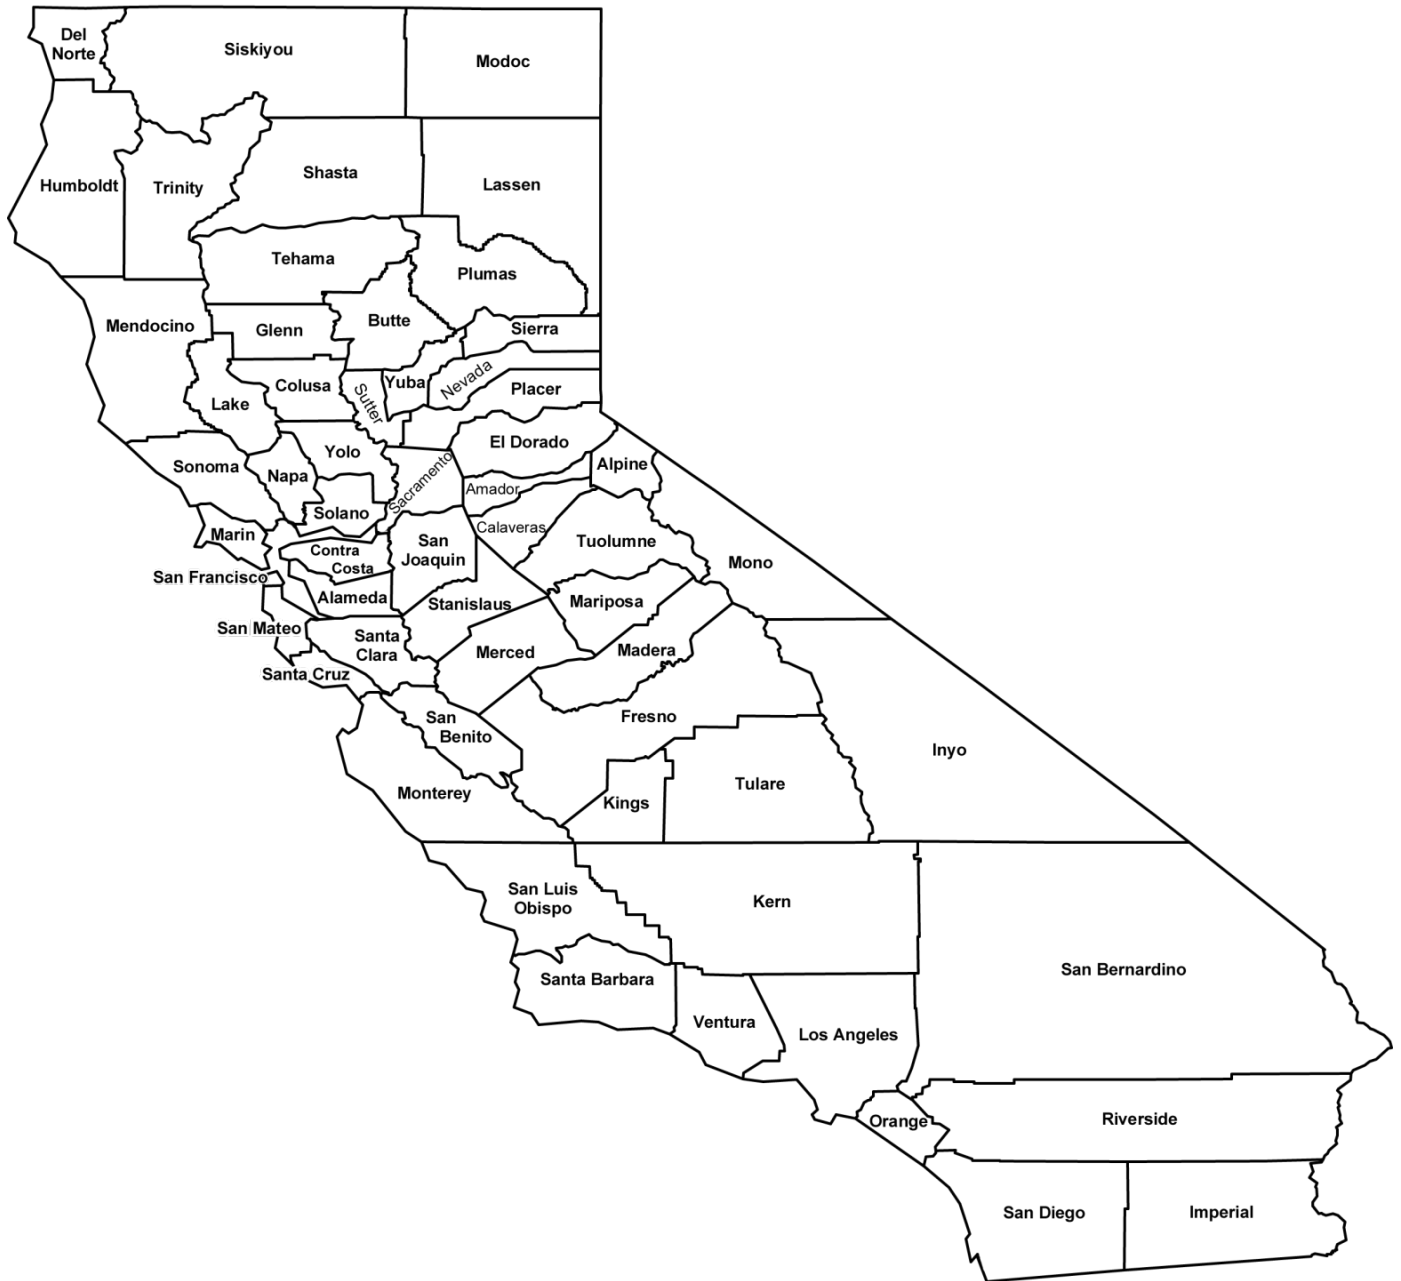 Del
Norte
Siskiyou
Modoc
Humboldt
Trinity
Shasta
Lassen
Tehama
Plumas
Mendocino
Glenn
Butte
Sierra
Lake
Colusa
Sutter
Yuba
Nevada
Placer
Sonoma
Napa
Yolo
Sacramento
El Dorado
Alpine
Amador
Solano
Marin
Calaveras
Contra
Costa
San
Joaquin
Tuolumne
Mono
San Francisco
Alameda
Stanislaus
Mariposa
San Mateo
Santa
Clara
Merced
Madera
Santa Cruz
San
Benito
Fresno
Inyo
Monterey
Kings
Tulare
San Luis
Obispo
Kern
Santa Barbara
San Bernardino
Ventura
Los Angeles
Orange
Riverside
San Diego
Imperial